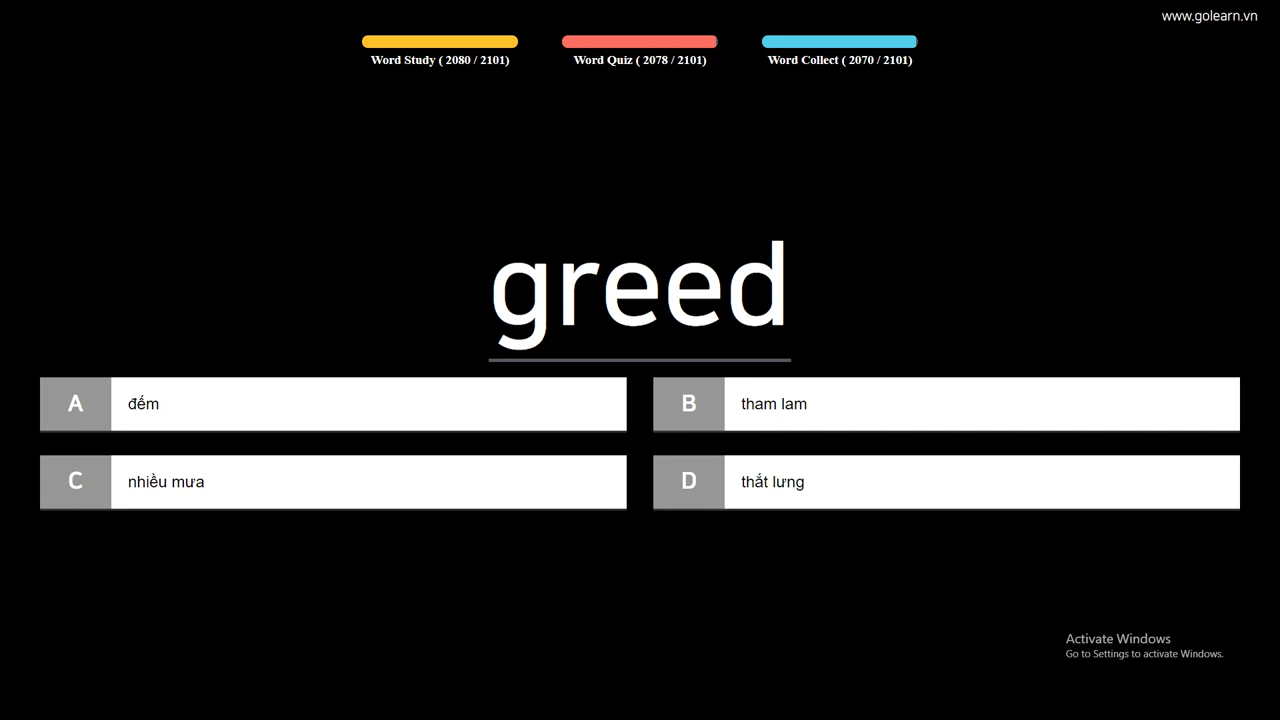 www.golearn.vn
Word Study ( 2080 / 2101)
Word Quiz ( 2078 / 2101)
Word Collect ( 2070 / 2101)
greed
A đếm
B tham lam
C nhiều mưa
D thắt lưng
Activate Windows
Go to Settings to activate Windows.